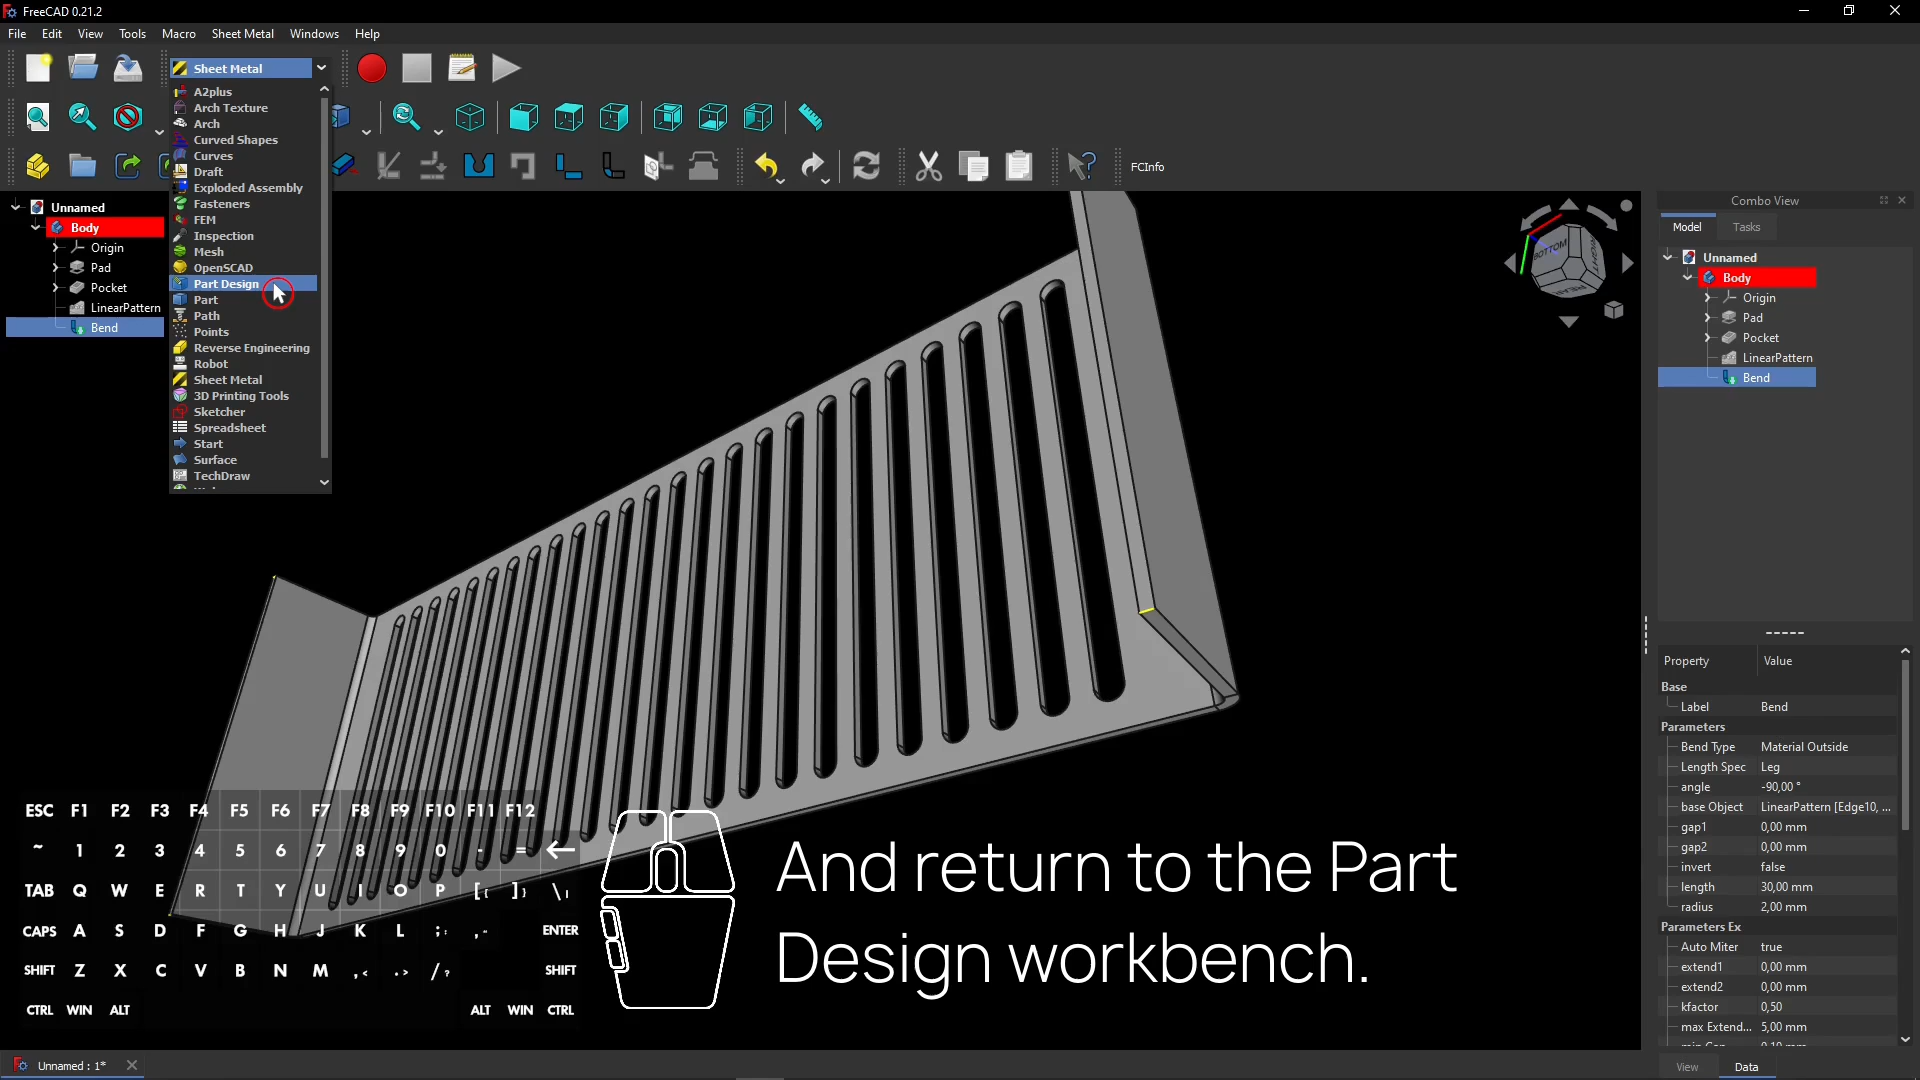 FreeCAD 0.21.2
File Edit View Tools Macro Sheet Metal Windows Help
Sheet Metal
A2plus
Arch Texture
Arch
Curved Shapes
Curves
Draft
Exploded Assembly
Fasteners
FEM
Inspection
Mesh
OpenSCAD
Part Design
Part
Path
Points
Reverse Engineering
Robot
Sheet Metal
3D Printing Tools
Sketcher
Spreadsheet
Start
Surface
TechDraw
FCInfo
Unnamed
Body
Origin
Pad
Pocket
LinearPattern
Bend
BOTTOM
RIGHT
REAR
Combo View
Model Tasks
Unnamed
Body
Origin
Pad
Pocket
LinearPattern
Bend
Property Value
Base
Label Bend
Parameters
Bend Type Material Outside
Length Spec Leg
angle -90,00 °
base Object LinearPattern [Edge10, ...
gap1 0,00 mm
gap2 0,00 mm
invert false
length 30,00 mm
radius 2,00 mm
Parameters Ex
Auto Miter true
extend1 0,00 mm
extend2 0,00 mm
kfactor 0,50
max Extend... 5,00 mm
View Data
ESC F1 F2 F3 F4 F5 F6 F7 F8 F9 F10 F11 F12
~ 1 2 3 4 5 6 7 8 9 0 - = ←
TAB Q W E R T Y U I O P [{ ]} \|
CAPS A S D F G H J K L ;: ," ENTER
SHIFT Z X C V B N M ,< .> /? SHIFT
CTRL WIN ALT ALT WIN CTRL
And return to the Part
Design workbench.
Unnamed : 1*